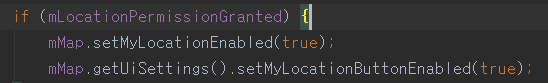 if (mLocationPermissionGranted) {
    mMap.setMyLocationEnabled(true);
    mMap.getUiSettings().setMyLocationButtonEnabled(true);